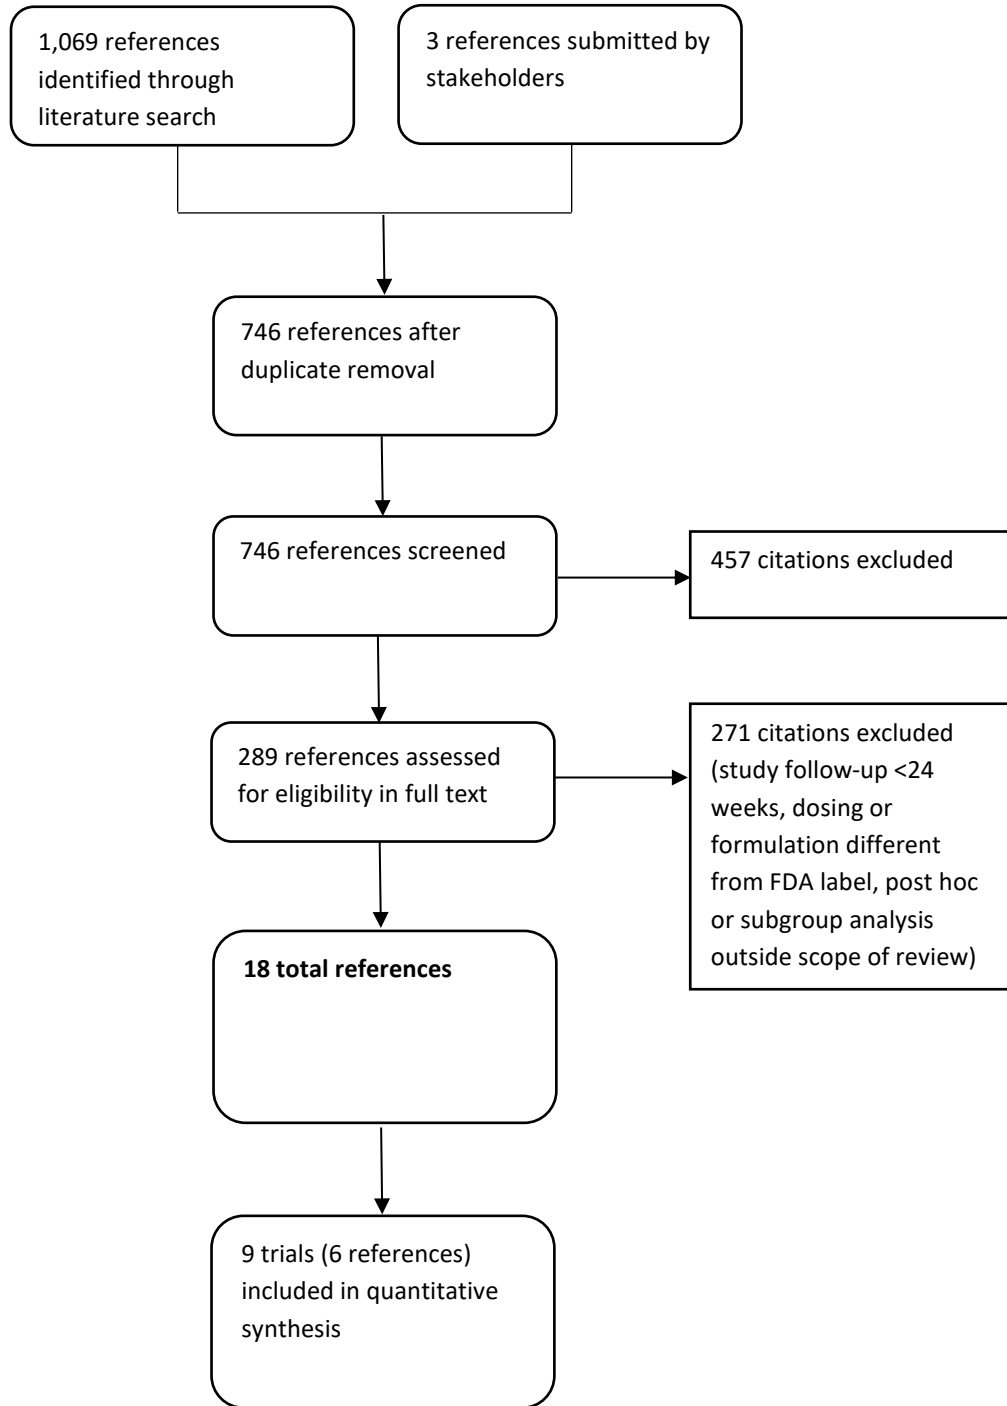 1,069 references
identified through
literature search
3 references submitted by
stakeholders
746 references after
duplicate removal
746 references screened
457 citations excluded
289 references assessed
for eligibility in full text
271 citations excluded
(study follow-up <24
weeks, dosing or
formulation different
from FDA label, post hoc
or subgroup analysis
outside scope of review)
18 total references
9 trials (6 references)
included in quantitative
synthesis